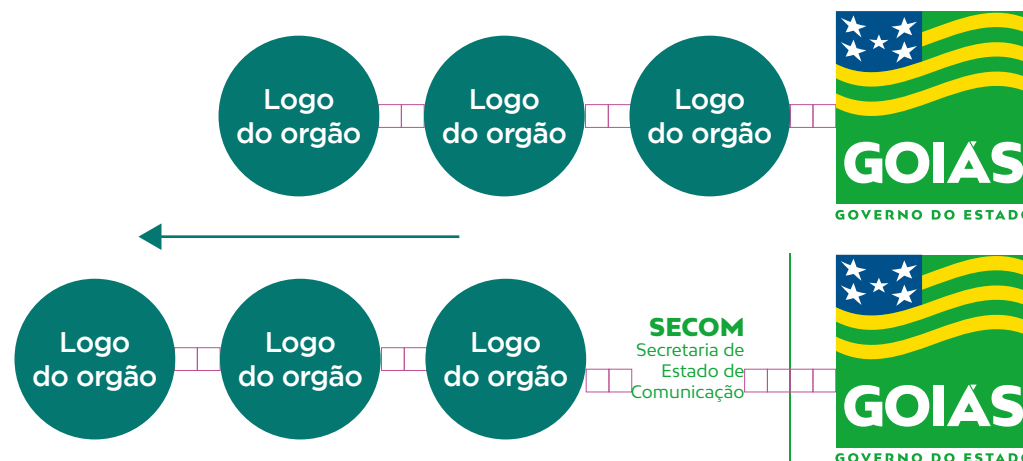 Logo
do orgão
Logo
do orgão
Logo
do orgão
GOIÁS
GOVERNO DO ESTADO
Logo
do orgão
Logo
do orgão
Logo
do orgão
SECOM
Secretaria de
Estado de
Comunicação
GOIÁS
GOVERNO DO ESTADO